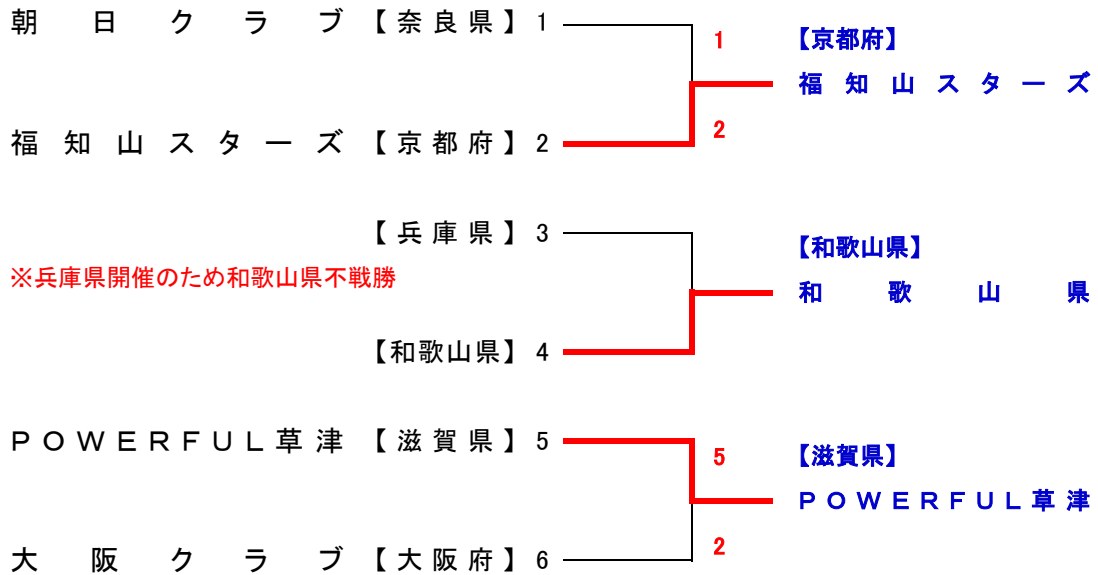 朝日クラブ【奈良県】1
1
【京都府】
福知山スターズ
2
福知山スターズ【京都府】2
【兵庫県】3
【和歌山県】
※兵庫県開催のため和歌山県不戦勝
和歌山県
【和歌山県】4
ＰＯＷＥＲＦＵＬ草津【滋賀県】5
5
【滋賀県】
ＰＯＷＥＲＦＵＬ草津
2
大阪クラブ【大阪府】6